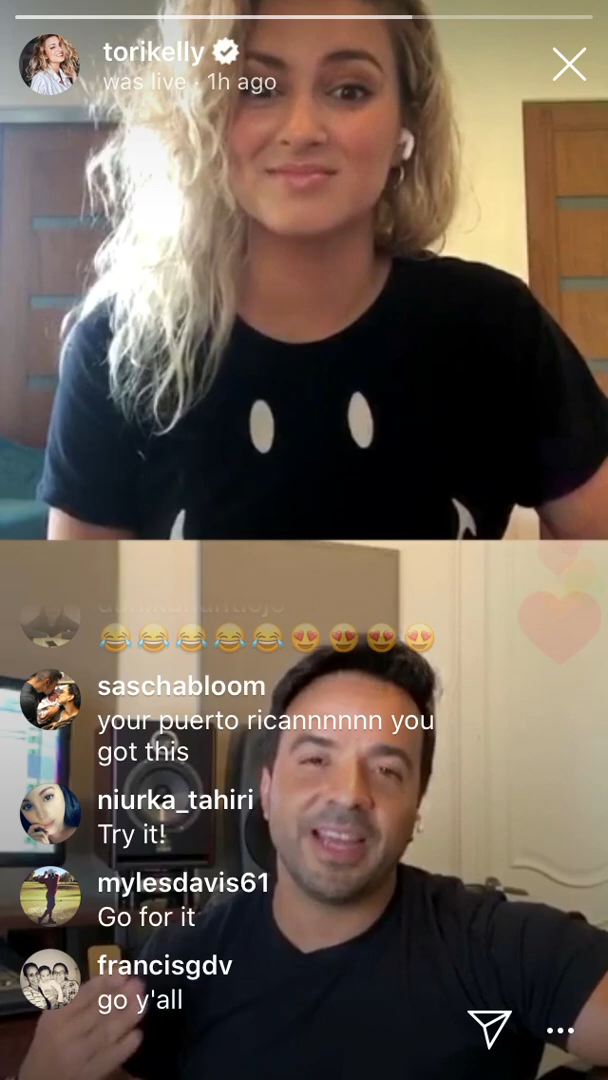 torikelly
was live · 1h ago
😂😂😂😂😂😍😍😍😍
saschabloom
your puerto ricannnnnn you
got this
niurka_tahiri
Try it!
mylesdavis61
Go for it
francisgdv
go y'all